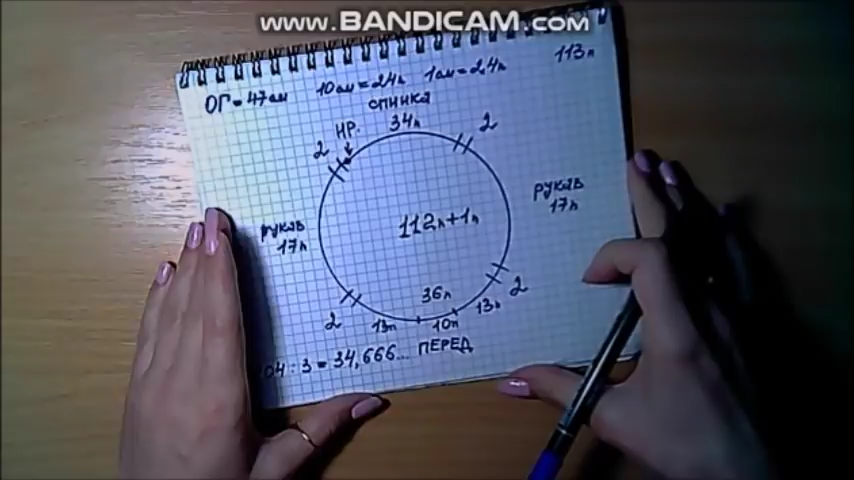 www.BANDICAM.com
113п
ОГ = 47см 10см = 24п 1см = 2,4п
СПИНКА
34п
НР.
2
2
рукав
17п
рукав
17п
112п+1п
36п
2
2
13п
10п
13п
ПЕРЕД
104 : 3 = 34,666...